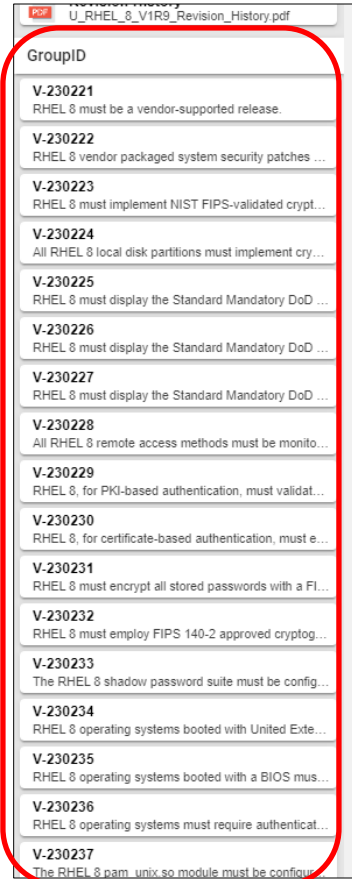 Revision History
PDF
U_RHEL_8_V1R9_Revision_History.pdf
GroupID
V-230221
RHEL 8 must be a vendor-supported release.
V-230222
RHEL 8 vendor packaged system security patches ...
V-230223
RHEL 8 must implement NIST FIPS-validated crypt...
V-230224
All RHEL 8 local disk partitions must implement cry...
V-230225
RHEL 8 must display the Standard Mandatory DoD ...
V-230226
RHEL 8 must display the Standard Mandatory DoD ...
V-230227
RHEL 8 must display the Standard Mandatory DoD ...
V-230228
All RHEL 8 remote access methods must be monito...
V-230229
RHEL 8, for PKI-based authentication, must validat...
V-230230
RHEL 8, for certificate-based authentication, must e...
V-230231
RHEL 8 must encrypt all stored passwords with a FI...
V-230232
RHEL 8 must employ FIPS 140-2 approved cryptog...
V-230233
The RHEL 8 shadow password suite must be config...
V-230234
RHEL 8 operating systems booted with United Exte...
V-230235
RHEL 8 operating systems booted with a BIOS mus...
V-230236
RHEL 8 operating systems must require authenticat...
V-230237
The RHEL 8 pam_unix.so module must be configur...